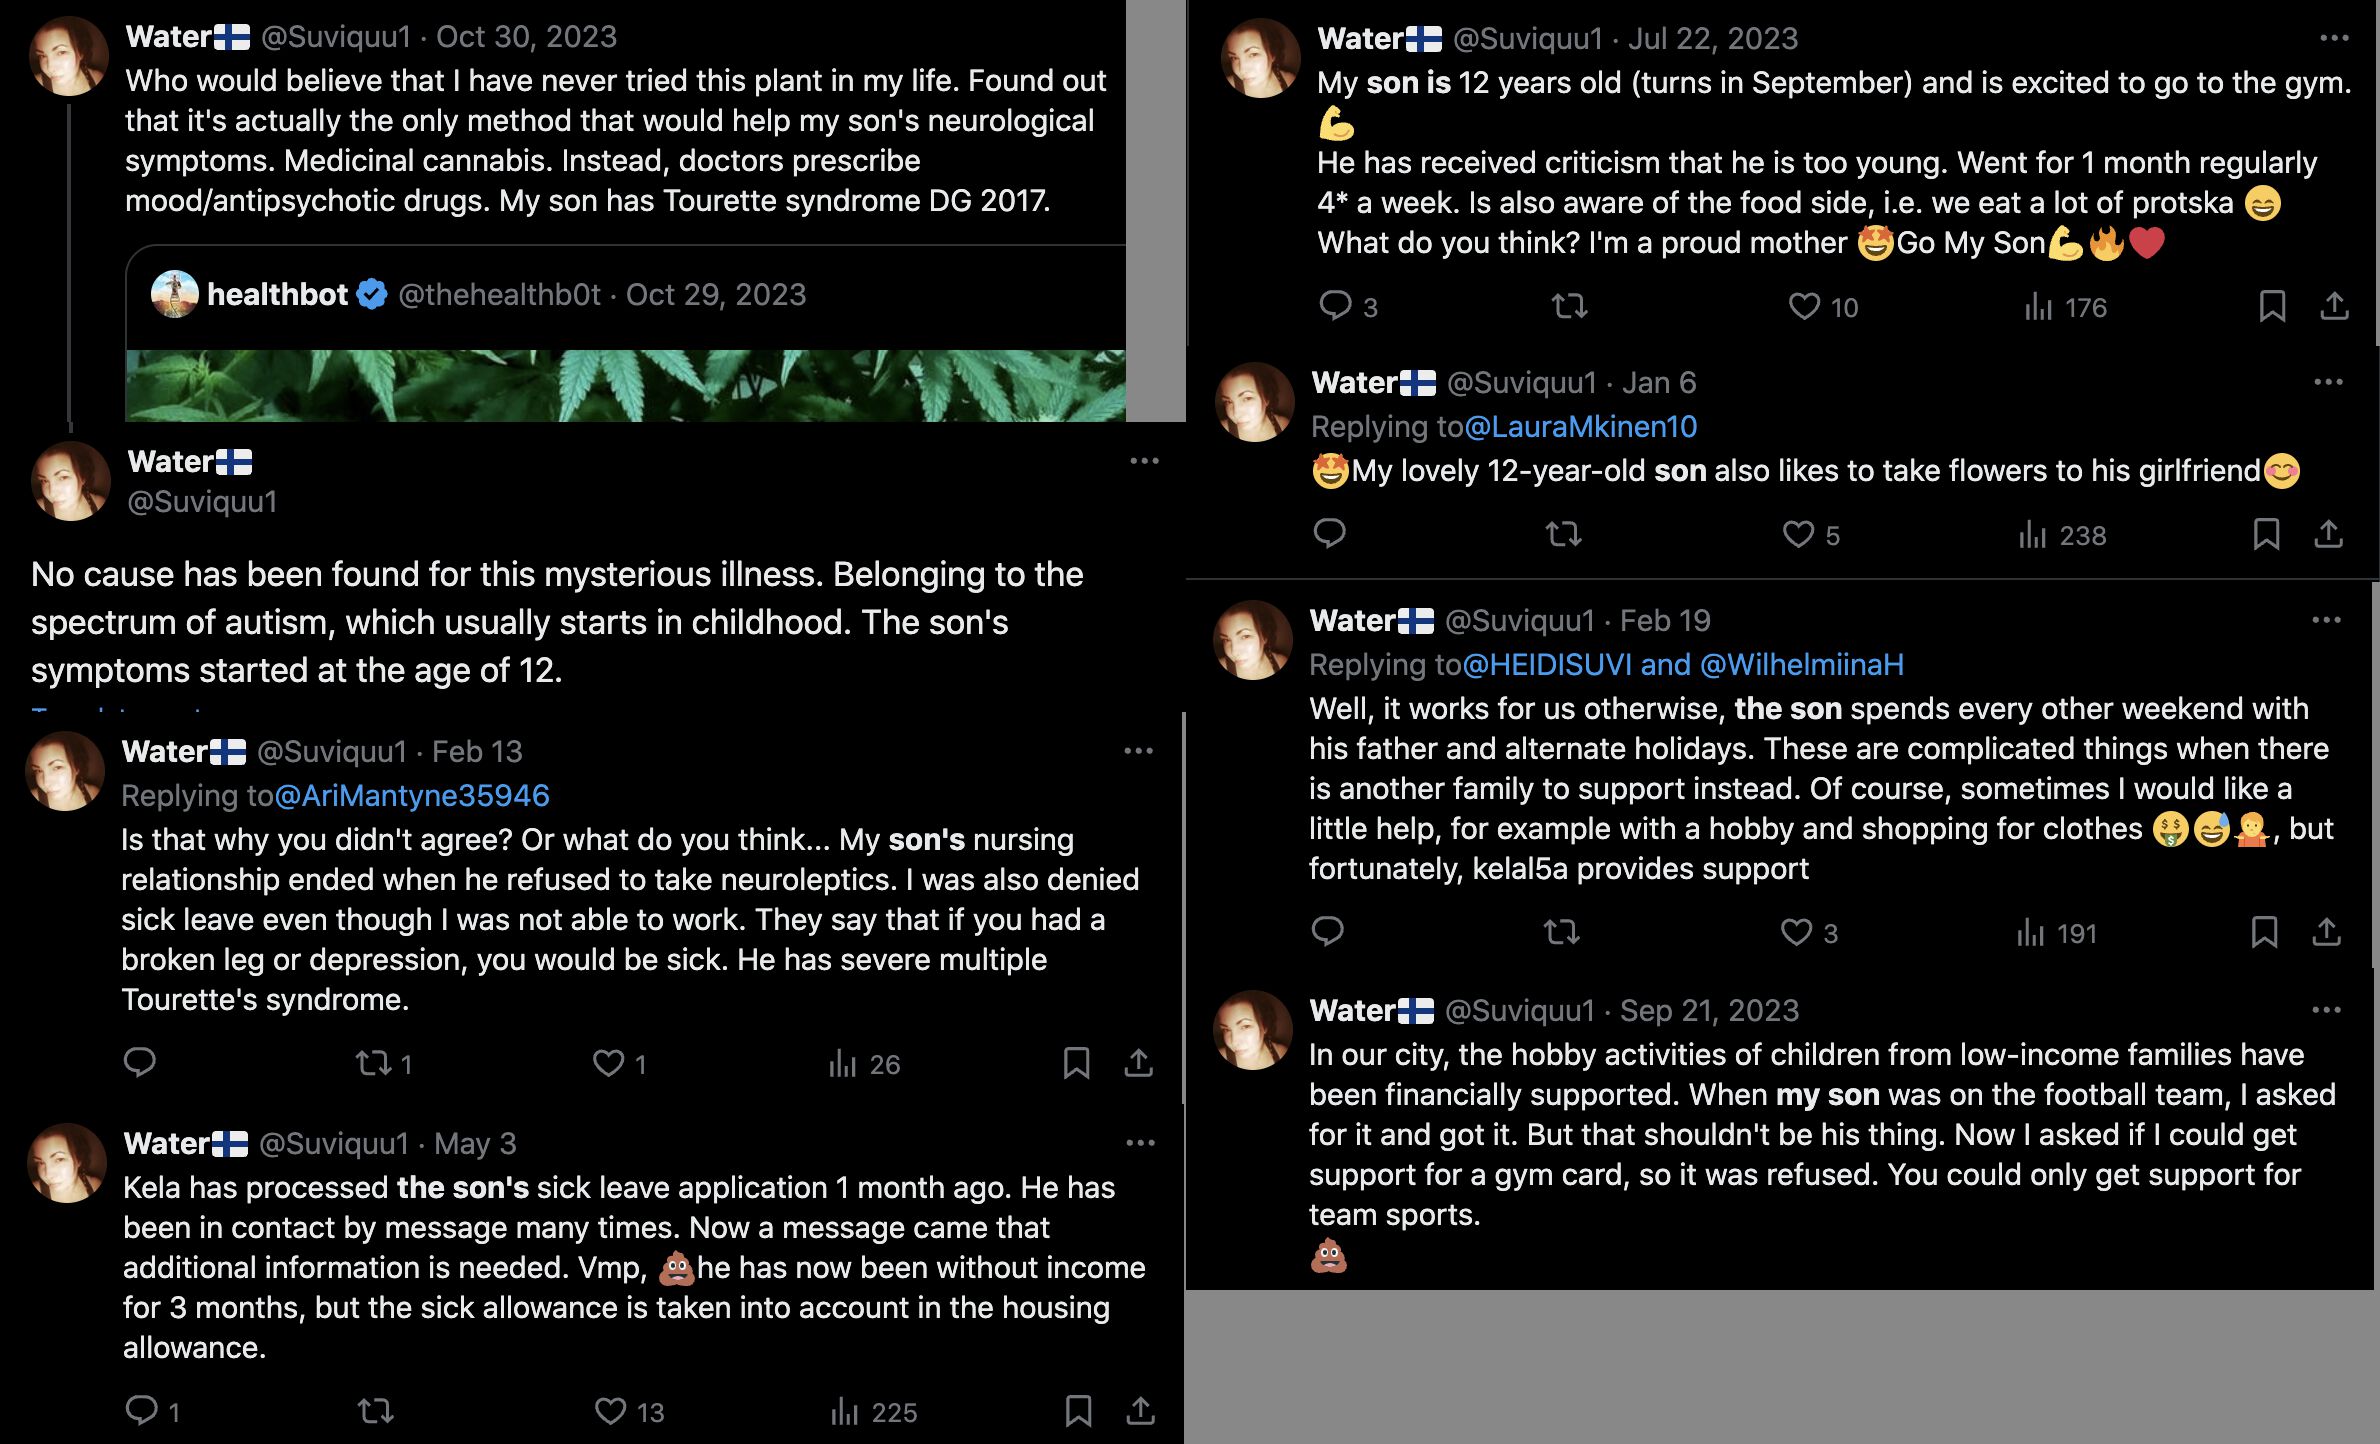 Water🇫🇮 @Suviquu1 · Oct 30, 2023
Who would believe that I have never tried this plant in my life. Found out
that it's actually the only method that would help my son's neurological
symptoms. Medicinal cannabis. Instead, doctors prescribe
mood/antipsychotic drugs. My son has Tourette syndrome DG 2017.
healthbot @thehealthb0t · Oct 29, 2023
Water🇫🇮
@Suviquu1
No cause has been found for this mysterious illness. Belonging to the
spectrum of autism, which usually starts in childhood. The son's
symptoms started at the age of 12.
Water🇫🇮 @Suviquu1 · Feb 13
Replying to@AriMantyne35946
Is that why you didn't agree? Or what do you think... My son's nursing
relationship ended when he refused to take neuroleptics. I was also denied
sick leave even though I was not able to work. They say that if you had a
broken leg or depression, you would be sick. He has severe multiple
Tourette's syndrome.
1 1 26
Water🇫🇮 @Suviquu1 · May 3
Kela has processed the son's sick leave application 1 month ago. He has
been in contact by message many times. Now a message came that
additional information is needed. Vmp, 💩he has now been without income
for 3 months, but the sick allowance is taken into account in the housing
allowance.
1 13 225
Water🇫🇮 @Suviquu1 · Jul 22, 2023
My son is 12 years old (turns in September) and is excited to go to the gym.
💪
He has received criticism that he is too young. Went for 1 month regularly
4* a week. Is also aware of the food side, i.e. we eat a lot of protska 😄
What do you think? I'm a proud mother 🤩Go My Son💪🔥❤️
3 10 176
Water🇫🇮 @Suviquu1 · Jan 6
Replying to@LauraMkinen10
🤩My lovely 12-year-old son also likes to take flowers to his girlfriend😊
5 238
Water🇫🇮 @Suviquu1 · Feb 19
Replying to@HEIDISUVI and @WilhelmiinaH
Well, it works for us otherwise, the son spends every other weekend with
his father and alternate holidays. These are complicated things when there
is another family to support instead. Of course, sometimes I would like a
little help, for example with a hobby and shopping for clothes 🤑😅🤷, but
fortunately, kelal5a provides support
3 191
Water🇫🇮 @Suviquu1 · Sep 21, 2023
In our city, the hobby activities of children from low-income families have
been financially supported. When my son was on the football team, I asked
for it and got it. But that shouldn't be his thing. Now I asked if I could get
support for a gym card, so it was refused. You could only get support for
team sports.
💩